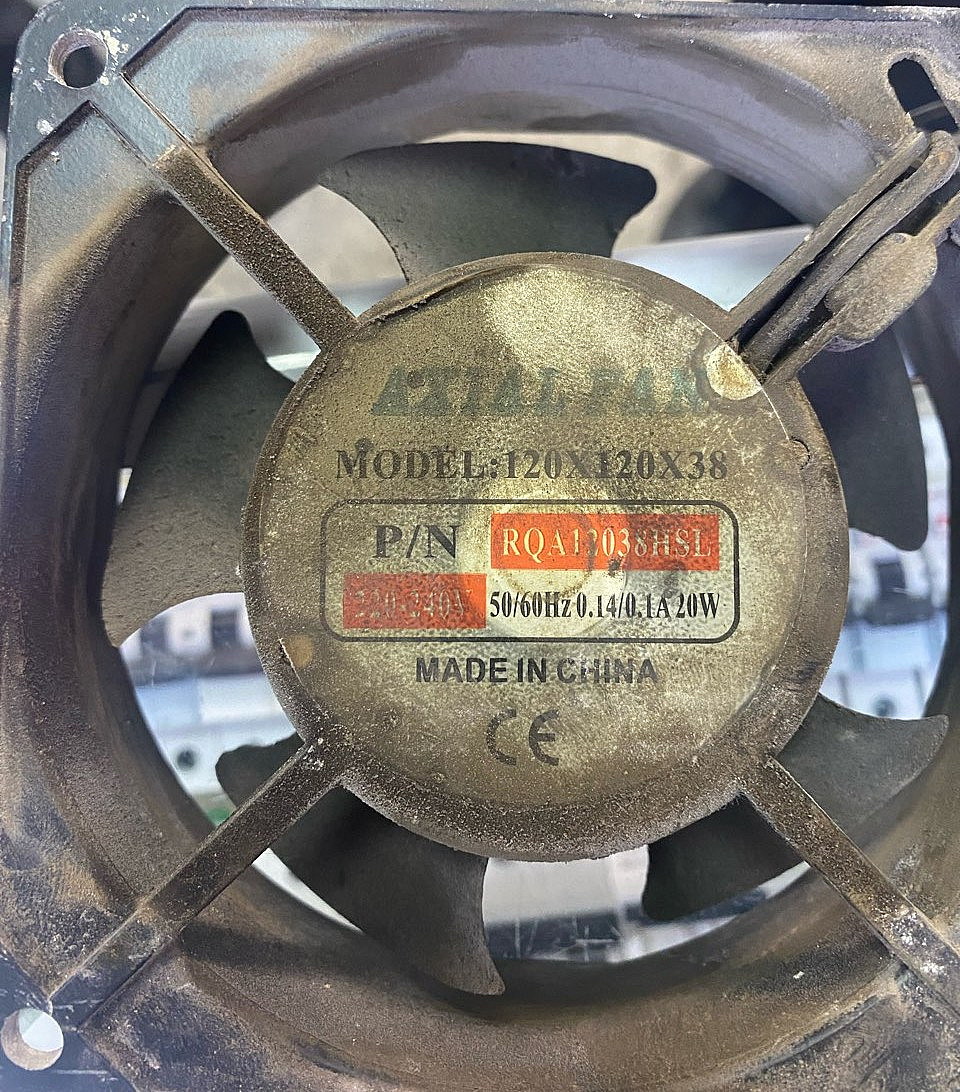 AXIAL FAN
MODEL:120X120X38
P/N RQA12038HSL
220-240V 50/60Hz 0.14/0.1A 20W
MADE IN CHINA
CE